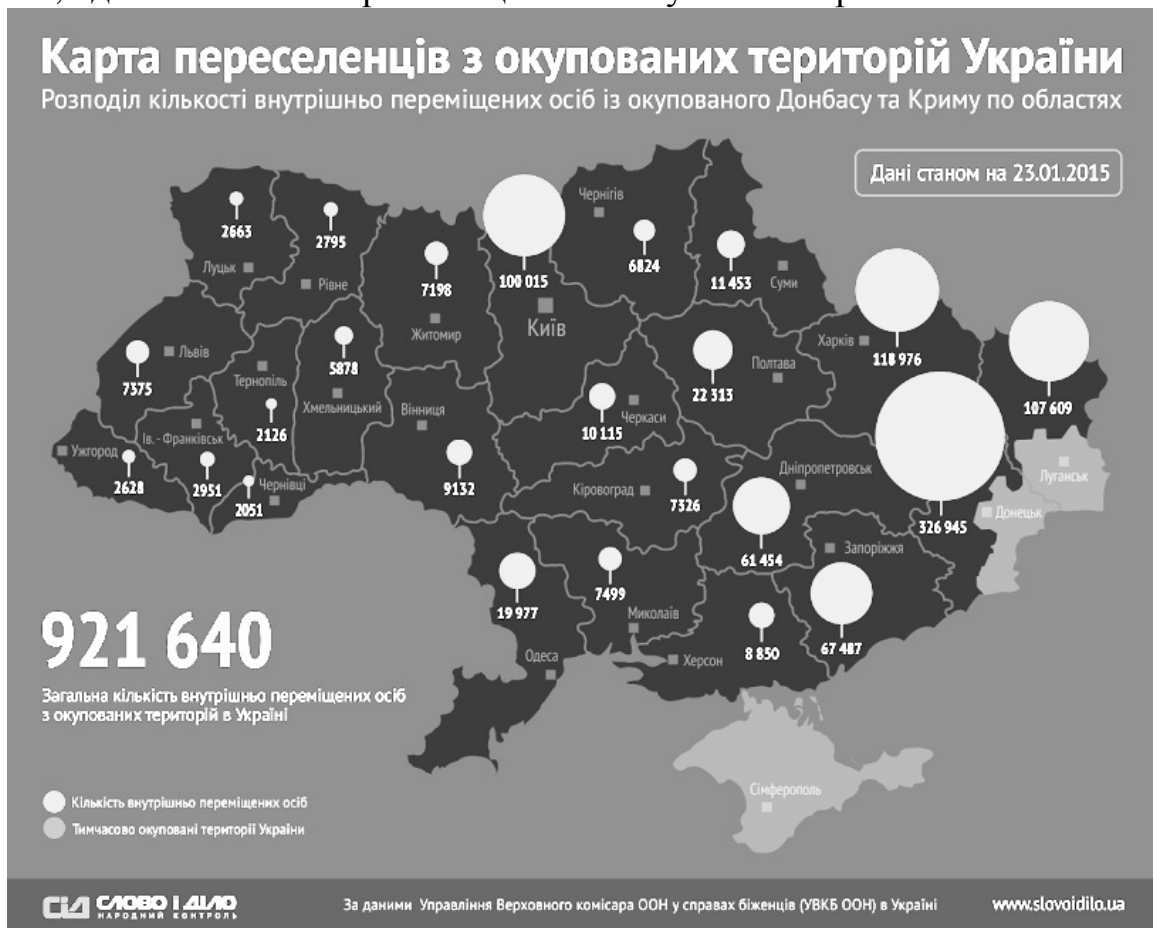 Карта переселенців з окупованих територій України
Розподіл кількості внутрішньо переміщених осіб із окупованого Донбасу та Криму по областях
Дані станом на 23.01.2015
2663
Луцьк
2795
Рівне
7198
Житомир
100 015
Київ
Чернігів
6824
11 453
Суми
Харків
118 976
107 609
Луганськ
Львів
7375
Тернопіль
2126
5878
Хмельницький
Вінниця
9132
10 115
Черкаси
22 313
Полтава
Ужгород
2628
Ів. - Франківськ
2951
2051
Чернівці
Кіровоград
7326
Дніпропетровськ
61 454
326 945
Донецьк
Запоріжжя
67 487
19 977
Одеса
7499
Миколаїв
Херсон
8 850
Сімферополь
921 640
Загальна кількість внутрішньо переміщених осіб
з окупованих територій в Україні
Кількість внутрішньо переміщених осіб
Тимчасово окуповані території України
СІД СЛОВО І ДІЛО
НАРОДНИЙ КОНТРОЛЬ
За даними Управління Верховного комісара ООН у справах біженців (УВКБ ООН) в Україні
www.slovoidilo.ua